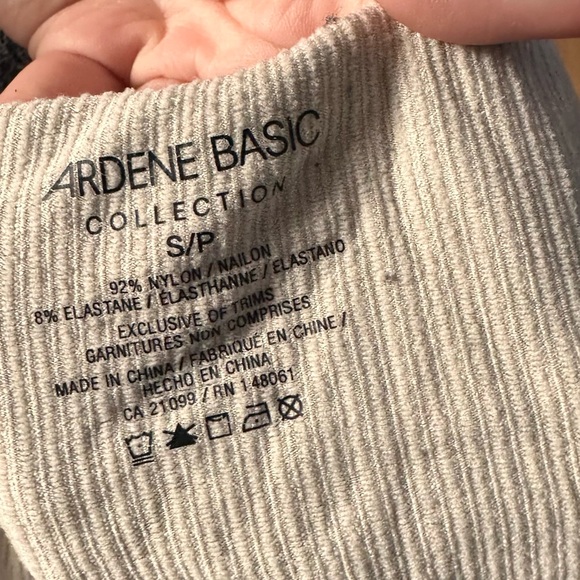 ARDENE BASIC
COLLECTION
S/P
92% NYLON / NAILON
8% ELASTANE / ÉLASTHANNE / ELASTANO
EXCLUSIVE OF TRIMS
GARNITURES NON COMPRISES
MADE IN CHINA / FABRIQUÉ EN CHINE /
HECHO EN CHINA
CA 21099 / RN 148061